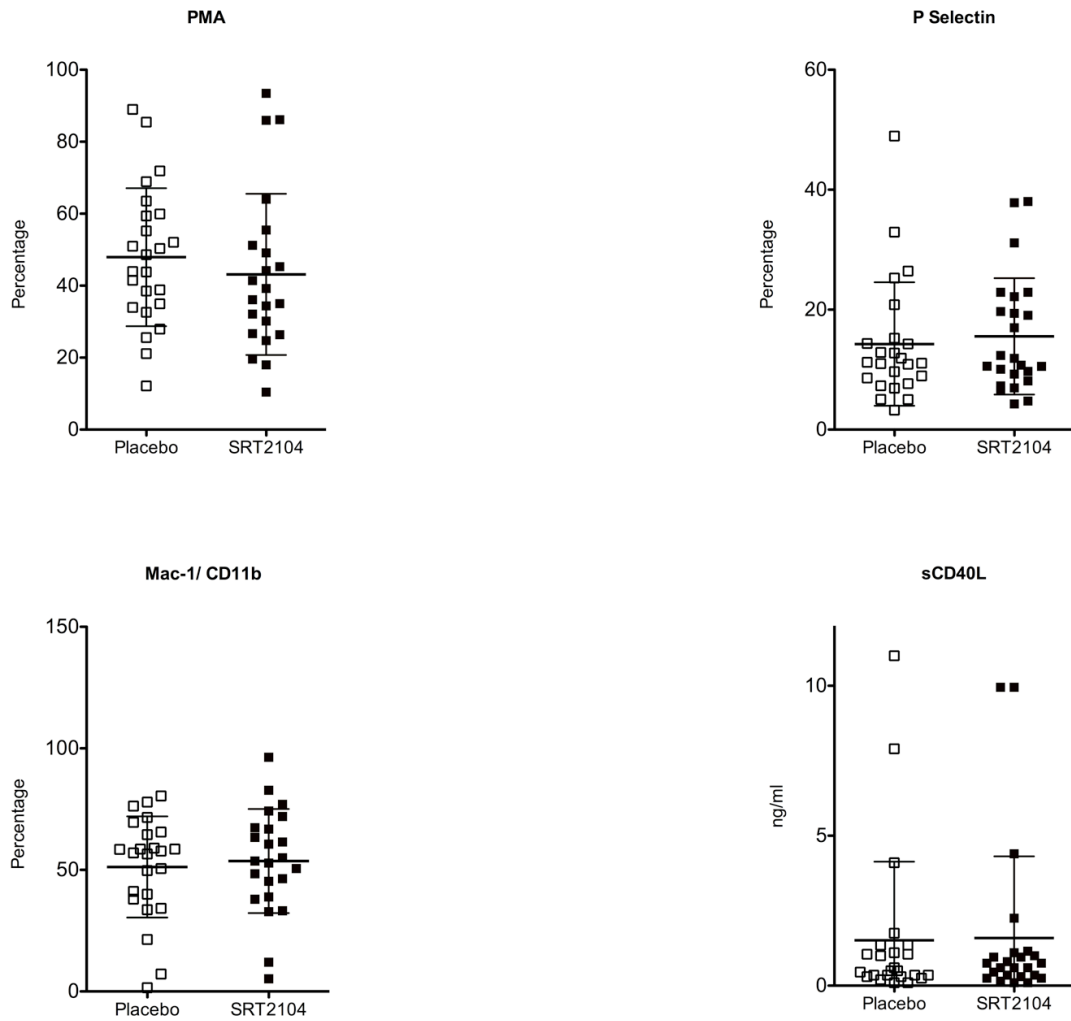 PMA
100
80
60
40
20
0
Percentage
Placebo
SRT2104
P Selectin
60
40
20
0
Percentage
Placebo
SRT2104
Mac-1/ CD11b
150
100
50
0
Percentage
Placebo
SRT2104
sCD40L
10
5
0
ng/ml
Placebo
SRT2104